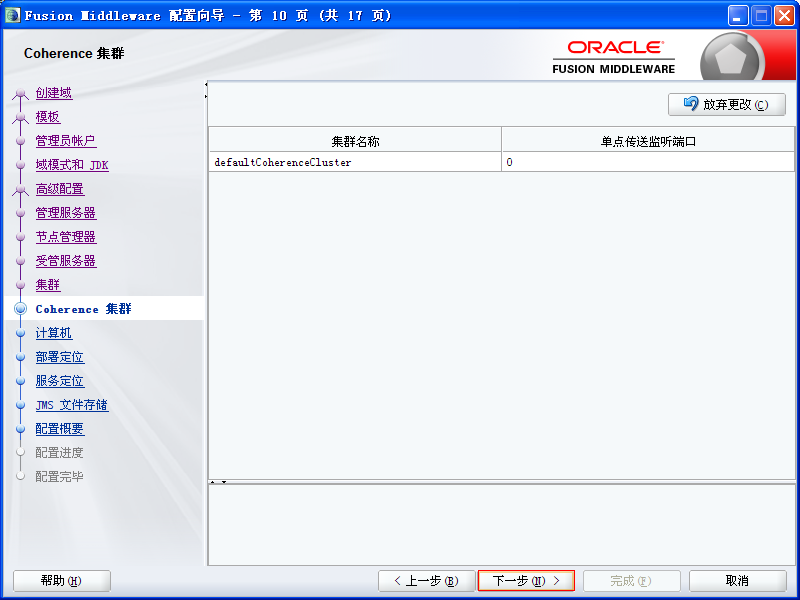 Fusion Middleware 配置向导 - 第 10 页 (共 17 页)
Coherence 集群
ORACLE
FUSION MIDDLEWARE
创建域
模板
管理员帐户
域模式和 JDK
高级配置
管理服务器
节点管理器
受管服务器
集群
Coherence 集群
计算机
部署定位
服务定位
JMS 文件存储
配置概要
配置进度
配置完毕
放弃更改(C)
集群名称 单点传送监听端口
defaultCoherenceCluster 0
帮助(H) < 上一步(B) 下一步(N) > 完成(F) 取消